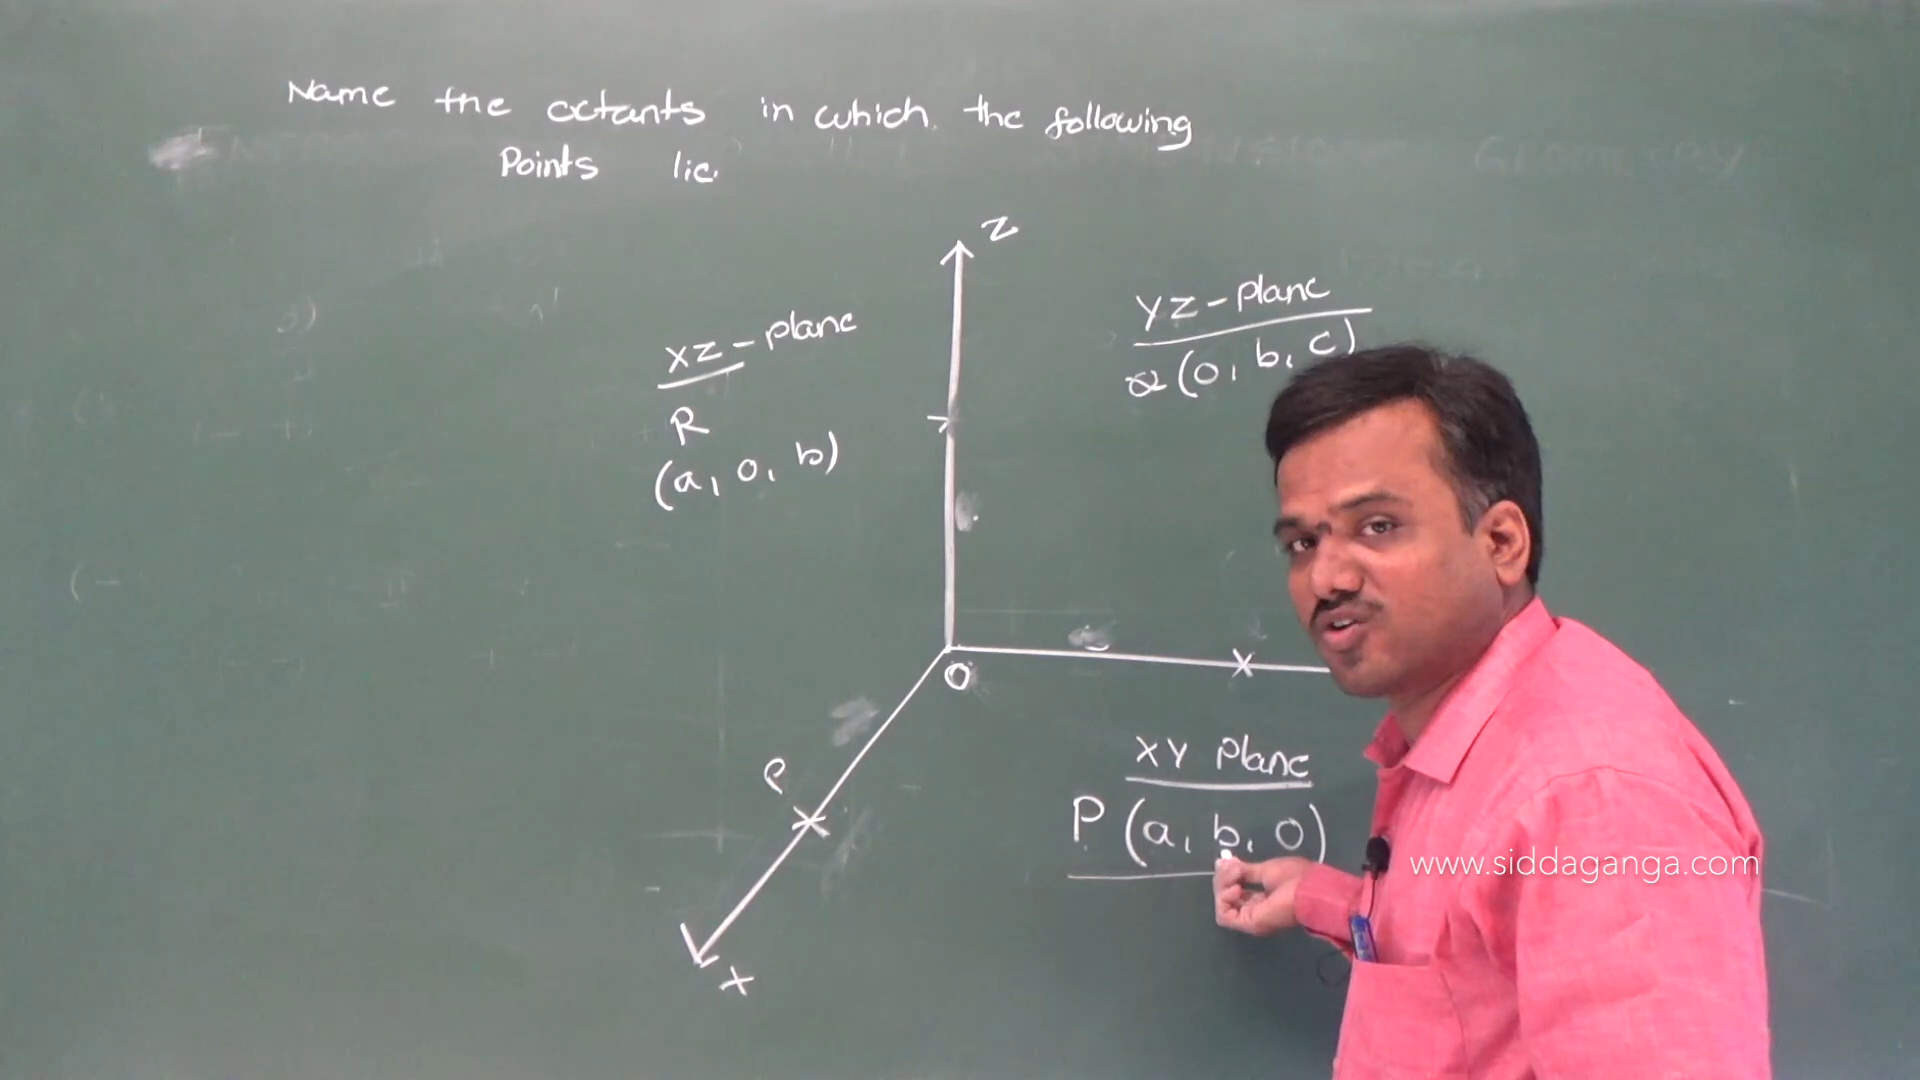 Name the octants in which the following
Points lie.
Z
XZ-plane
R
(a, 0, b)
YZ-plane
Q (0, b, c)
O
P
X
XY Plane
P (a, b, 0)
www.siddaganga.com